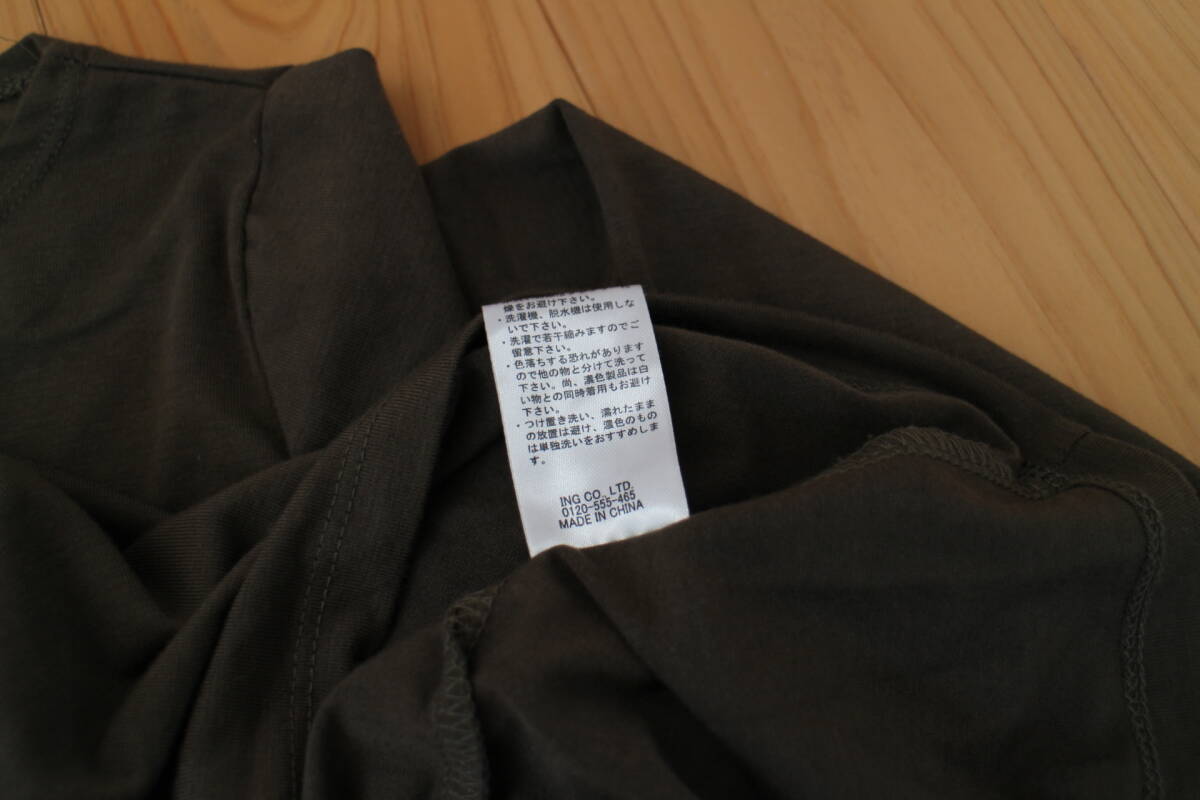 燥をお避け下さい。
・洗濯機、脱水機は使用しな
いで下さい。
・洗濯で若干縮みますのでご
留意下さい。
・色落ちする恐れがあります
ので他の物と分けて洗って
下さい。尚、濃色製品は白
い物との同時着用もお避け
下さい。
・つけ置き洗い、濡れたまま
の放置は避け、濃色のもの
は単独洗いをおすすめしま
す。
ING CO., LTD.
0120-555-465
MADE IN CHINA